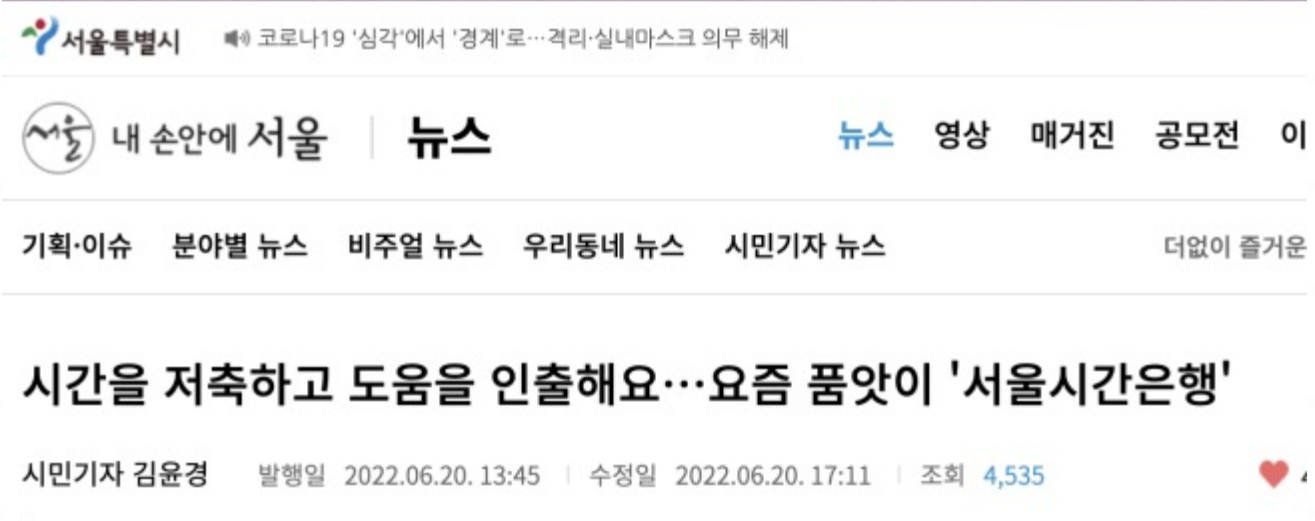 서울특별시 코로나19 '심각'에서 '경계'로…격리·실내마스크 의무 해제
서울 내 손안에 서울 뉴스 뉴스 영상 매거진 공모전 이
기획·이슈 분야별 뉴스 비주얼 뉴스 우리동네 뉴스 시민기자 뉴스 더없이 즐거운
시간을 저축하고 도움을 인출해요…요즘 품앗이 '서울시간은행'
시민기자 김윤경 발행일 2022.06.20. 13:45 수정일 2022.06.20. 17:11 조회 4,535